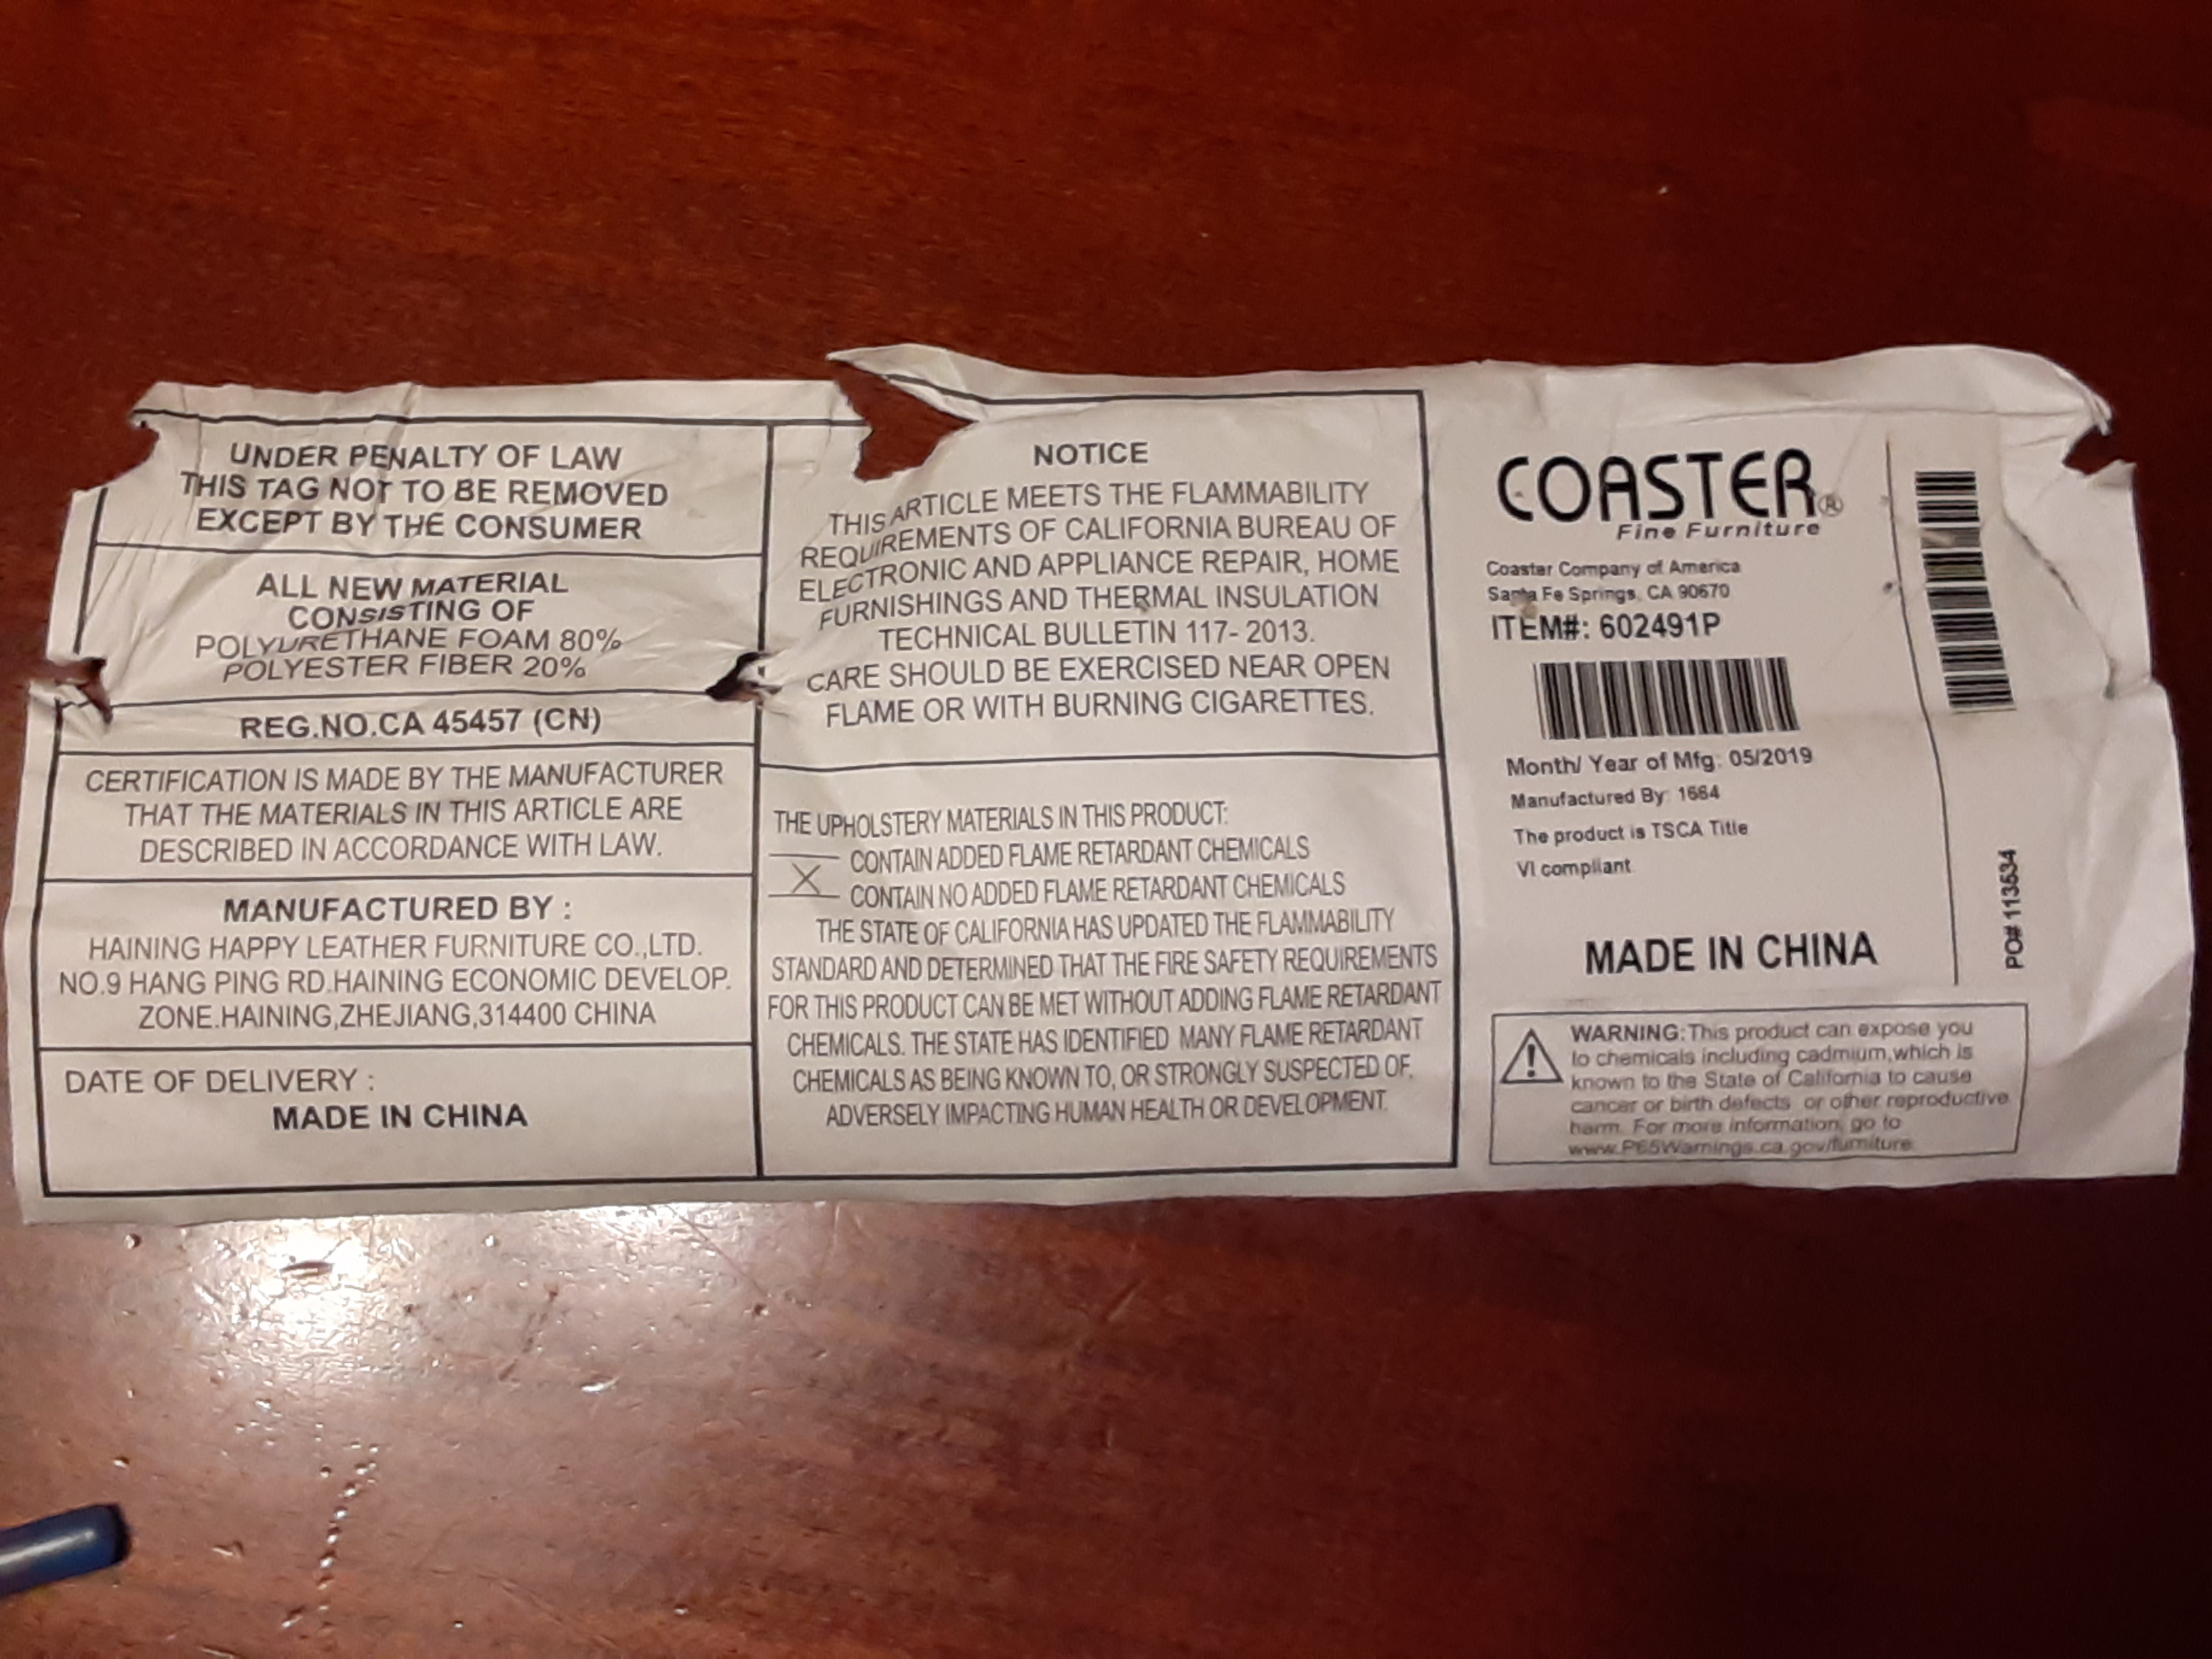 UNDER PENALTY OF LAW
THIS TAG NOT TO BE REMOVED
EXCEPT BY THE CONSUMER
ALL NEW MATERIAL
CONSISTING OF
POLYURETHANE FOAM 80%
POLYESTER FIBER 20%
REG.NO.CA 45457 (CN)
CERTIFICATION IS MADE BY THE MANUFACTURER
THAT THE MATERIALS IN THIS ARTICLE ARE
DESCRIBED IN ACCORDANCE WITH LAW.
MANUFACTURED BY :
HAINING HAPPY LEATHER FURNITURE CO.,LTD.
NO.9 HANG PING RD.HAINING ECONOMIC DEVELOP.
ZONE.HAINING,ZHEJIANG,314400 CHINA
DATE OF DELIVERY :
MADE IN CHINA
NOTICE
THIS ARTICLE MEETS THE FLAMMABILITY
REQUIREMENTS OF CALIFORNIA BUREAU OF
ELECTRONIC AND APPLIANCE REPAIR, HOME
FURNISHINGS AND THERMAL INSULATION
TECHNICAL BULLETIN 117- 2013.
CARE SHOULD BE EXERCISED NEAR OPEN
FLAME OR WITH BURNING CIGARETTES.
THE UPHOLSTERY MATERIALS IN THIS PRODUCT:
CONTAIN ADDED FLAME RETARDANT CHEMICALS
X CONTAIN NO ADDED FLAME RETARDANT CHEMICALS
THE STATE OF CALIFORNIA HAS UPDATED THE FLAMMABILITY
STANDARD AND DETERMINED THAT THE FIRE SAFETY REQUIREMENTS
FOR THIS PRODUCT CAN BE MET WITHOUT ADDING FLAME RETARDANT
CHEMICALS. THE STATE HAS IDENTIFIED MANY FLAME RETARDANT
CHEMICALS AS BEING KNOWN TO, OR STRONGLY SUSPECTED OF,
ADVERSELY IMPACTING HUMAN HEALTH OR DEVELOPMENT.
COASTER®
Fine Furniture
Coaster Company of America
Santa Fe Springs, CA 90670
ITEM#: 602491P
Month/ Year of Mfg: 05/2019
Manufactured By: 1664
The product is TSCA Title
VI compliant
MADE IN CHINA
PO# 113534
WARNING: This product can expose you
to chemicals including cadmium,which is
known to the State of California to cause
cancer or birth defects or other reproductive
harm. For more information, go to
www.P65Warnings.ca.gov/furniture